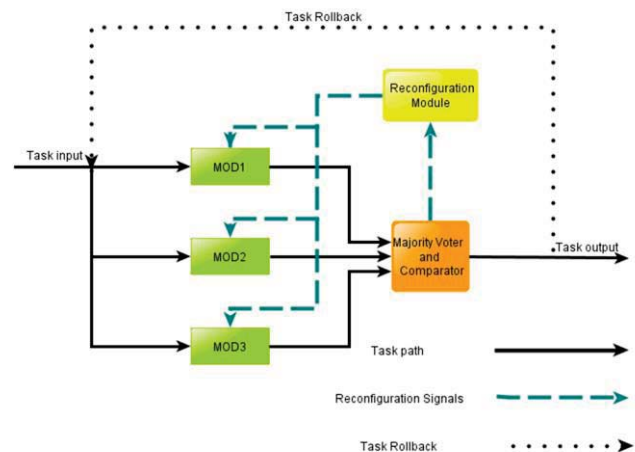 Task Rollback
Reconfiguration
Module
Task input
MOD1
MOD2
Majority Voter
and
Comparator
Task output
MOD3
Task path
Reconfiguration Signals
Task Rollback